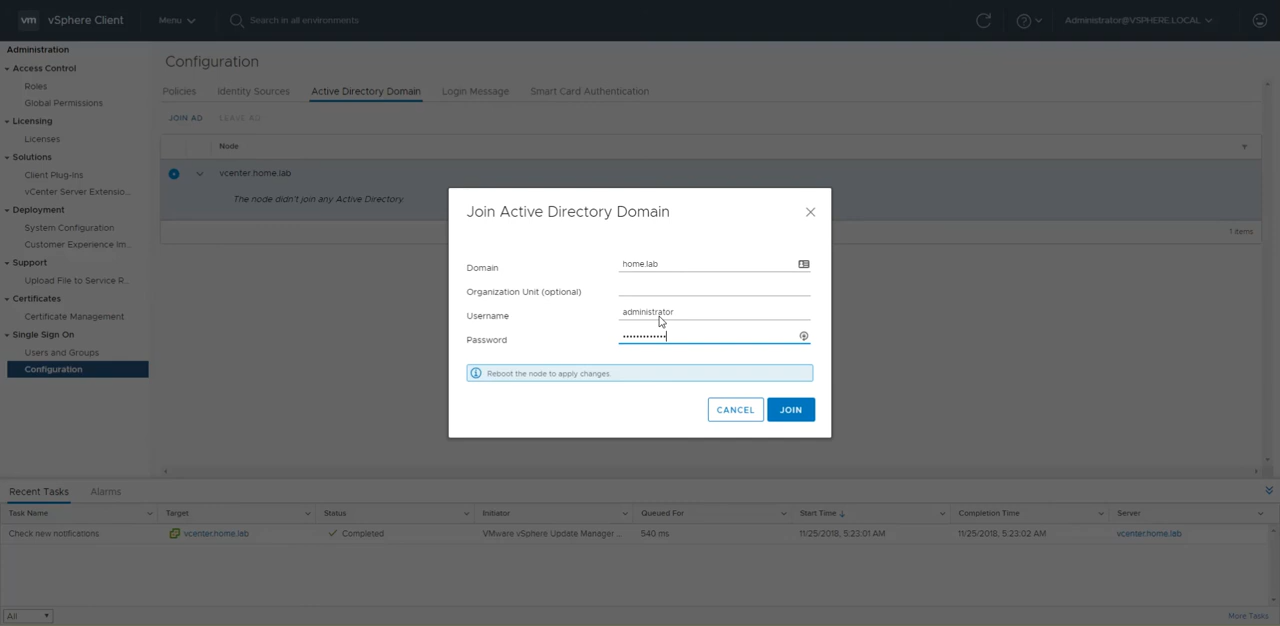 vm vSphere Client Menu Search in all environments Administrator@VSPHERE.LOCAL
Administration
Access Control
Roles
Global Permissions
Licensing
Licenses
Solutions
Client Plug-Ins
vCenter Server Extensio...
Deployment
System Configuration
Customer Experience Im...
Support
Upload File to Service R...
Certificates
Certificate Management
Single Sign On
Users and Groups
Configuration
Configuration
Policies Identity Sources Active Directory Domain Login Message Smart Card Authentication
JOIN AD LEAVE AD
Node
vcenter.home.lab
The node didn't join any Active Directory
1 items
Join Active Directory Domain
Domain home.lab
Organization Unit (optional)
Username administrator
Password •••••••••••••
Reboot the node to apply changes.
CANCEL JOIN
Recent Tasks Alarms
Task Name Target Status Initiator Queued For Start Time ↓ Completion Time Server
Check new notifications vcenter.home.lab Completed VMware vSphere Update Manager ... 540 ms 11/25/2018, 5:23:01 AM 11/25/2018, 5:23:02 AM vcenter.home.lab
All More Tasks